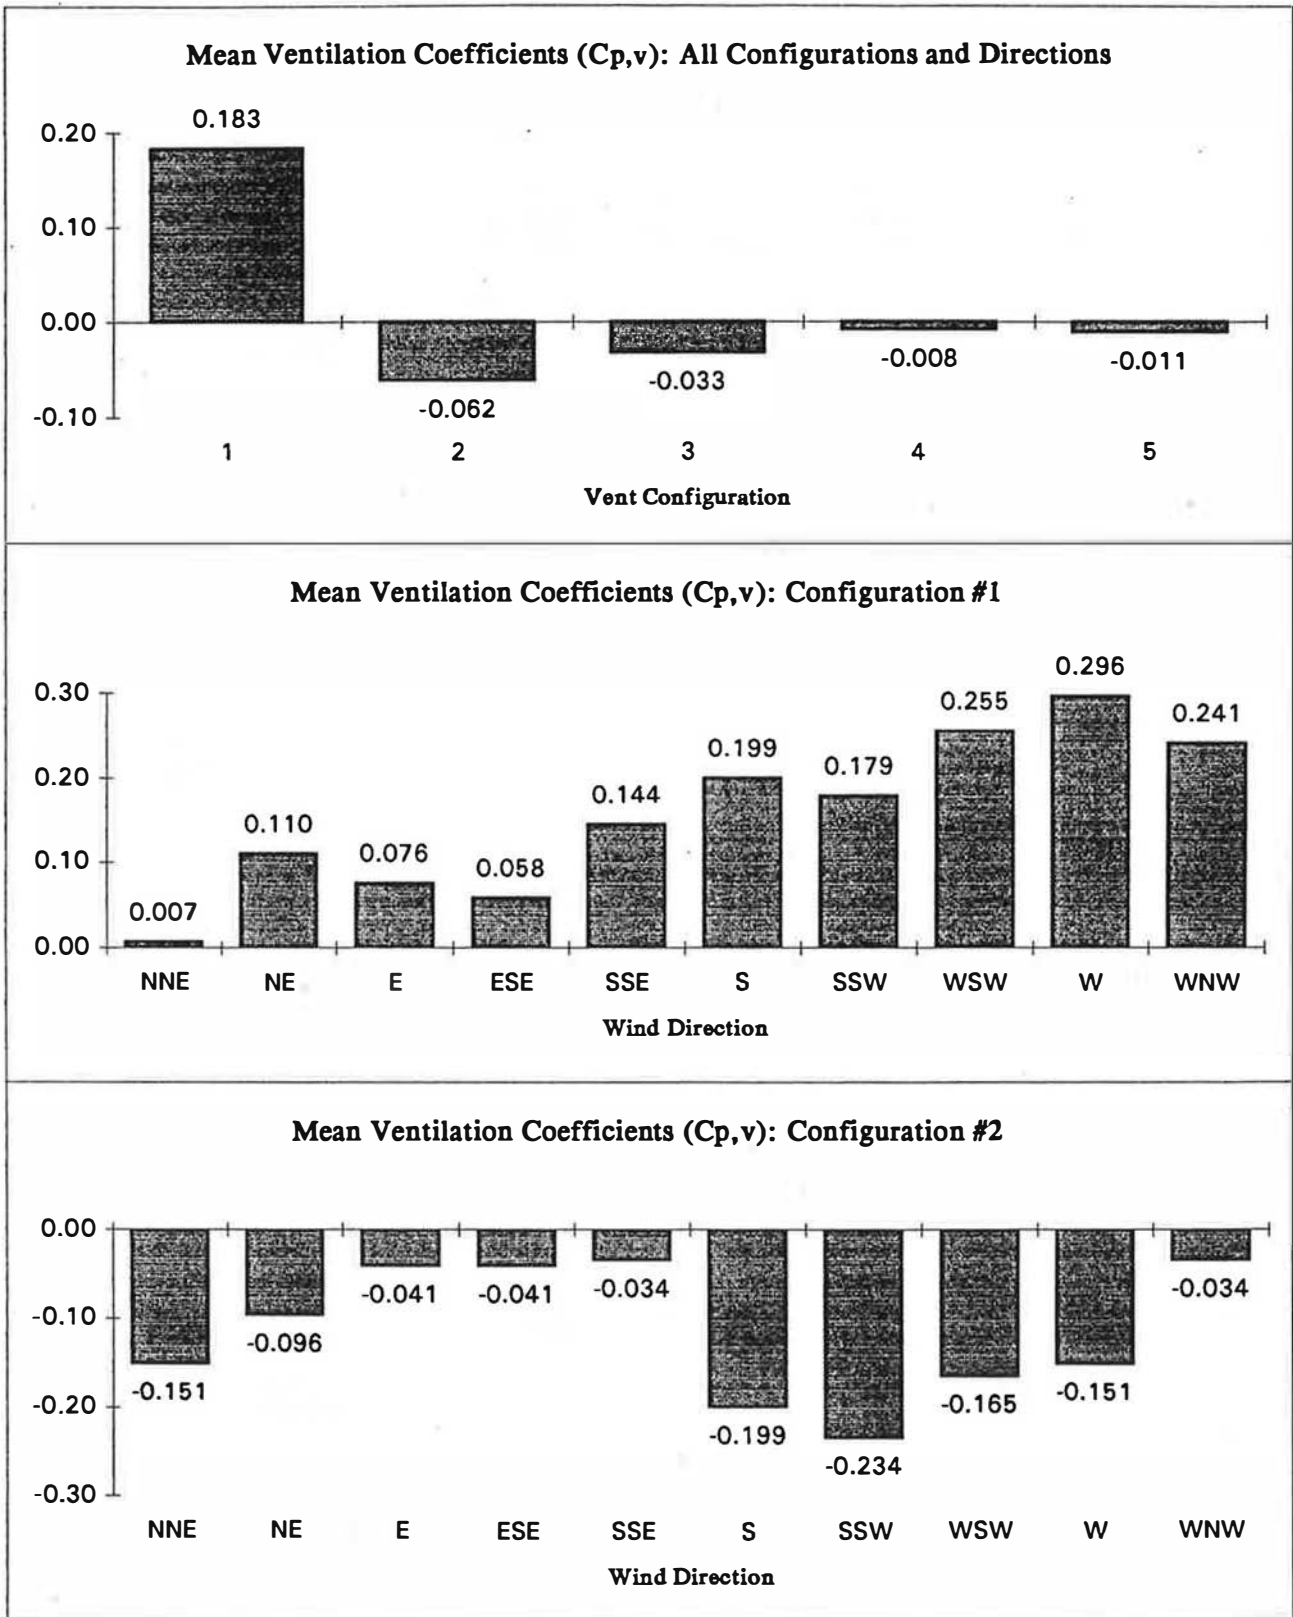 Mean Ventilation Coefficients (Cp,v): All Configurations and Directions
0.183
0.20
0.10
0.00
-0.008
-0.011
-0.033
-0.062
-0.10
1 2 3 4 5
Vent Configuration
Mean Ventilation Coefficients (Cp,v): Configuration #1
0.296
0.30
0.255
0.241
0.199
0.20
0.179
0.144
0.110
0.10
0.076
0.058
0.007
0.00
NNE NE E ESE SSE S SSW WSW W WNW
Wind Direction
Mean Ventilation Coefficients (Cp,v): Configuration #2
0.00
-0.041 -0.041 -0.034 -0.034
-0.10
-0.096
-0.151 -0.165 -0.151
-0.20
-0.199
-0.234
-0.30
NNE NE E ESE SSE S SSW WSW W WNW
Wind Direction